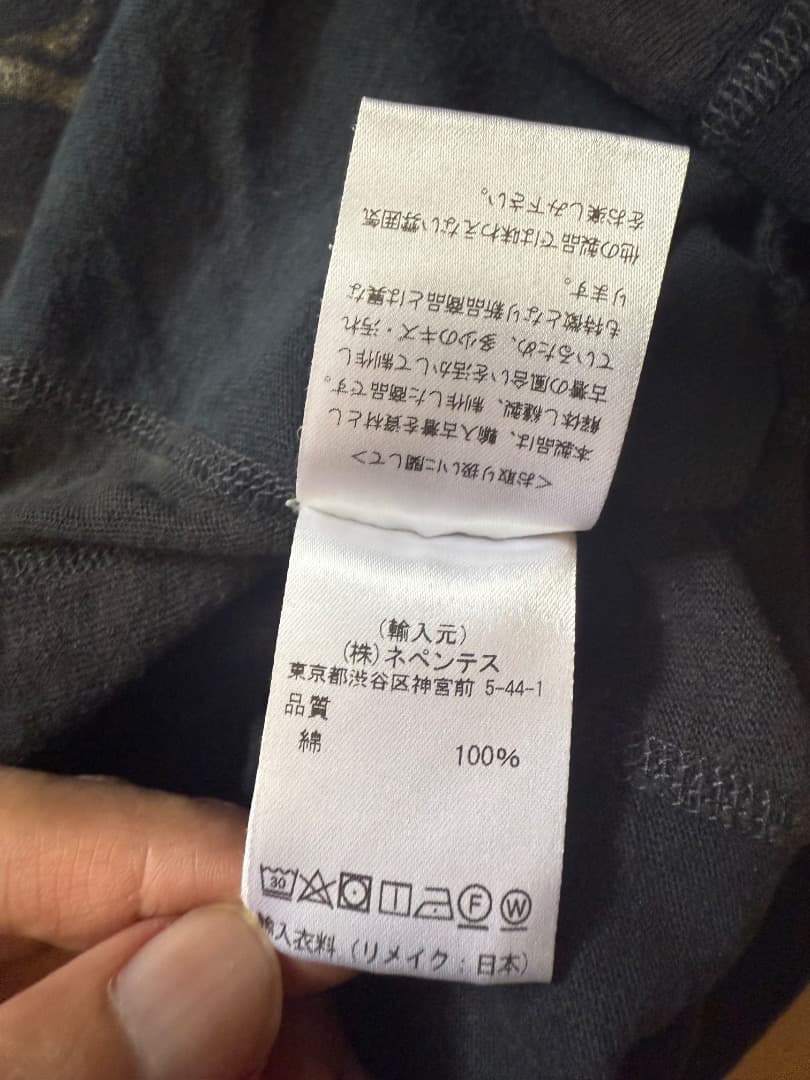 <お取り扱いに関して>
本製品は、輸入古着を資材とし
解体し縫製、制作した商品です。
古着の風合いを活かして制作し
ているため、多少のキズ・汚れ
も特徴となり新品商品とは異な
ります。
他の製品では味わえない雰囲気
をお楽しみ下さい。
(輸入元)
(株)ネペンテス
東京都渋谷区神宮前 5-44-1
品質
綿 100%
30 F W
輸入衣料 (リメイク:日本)